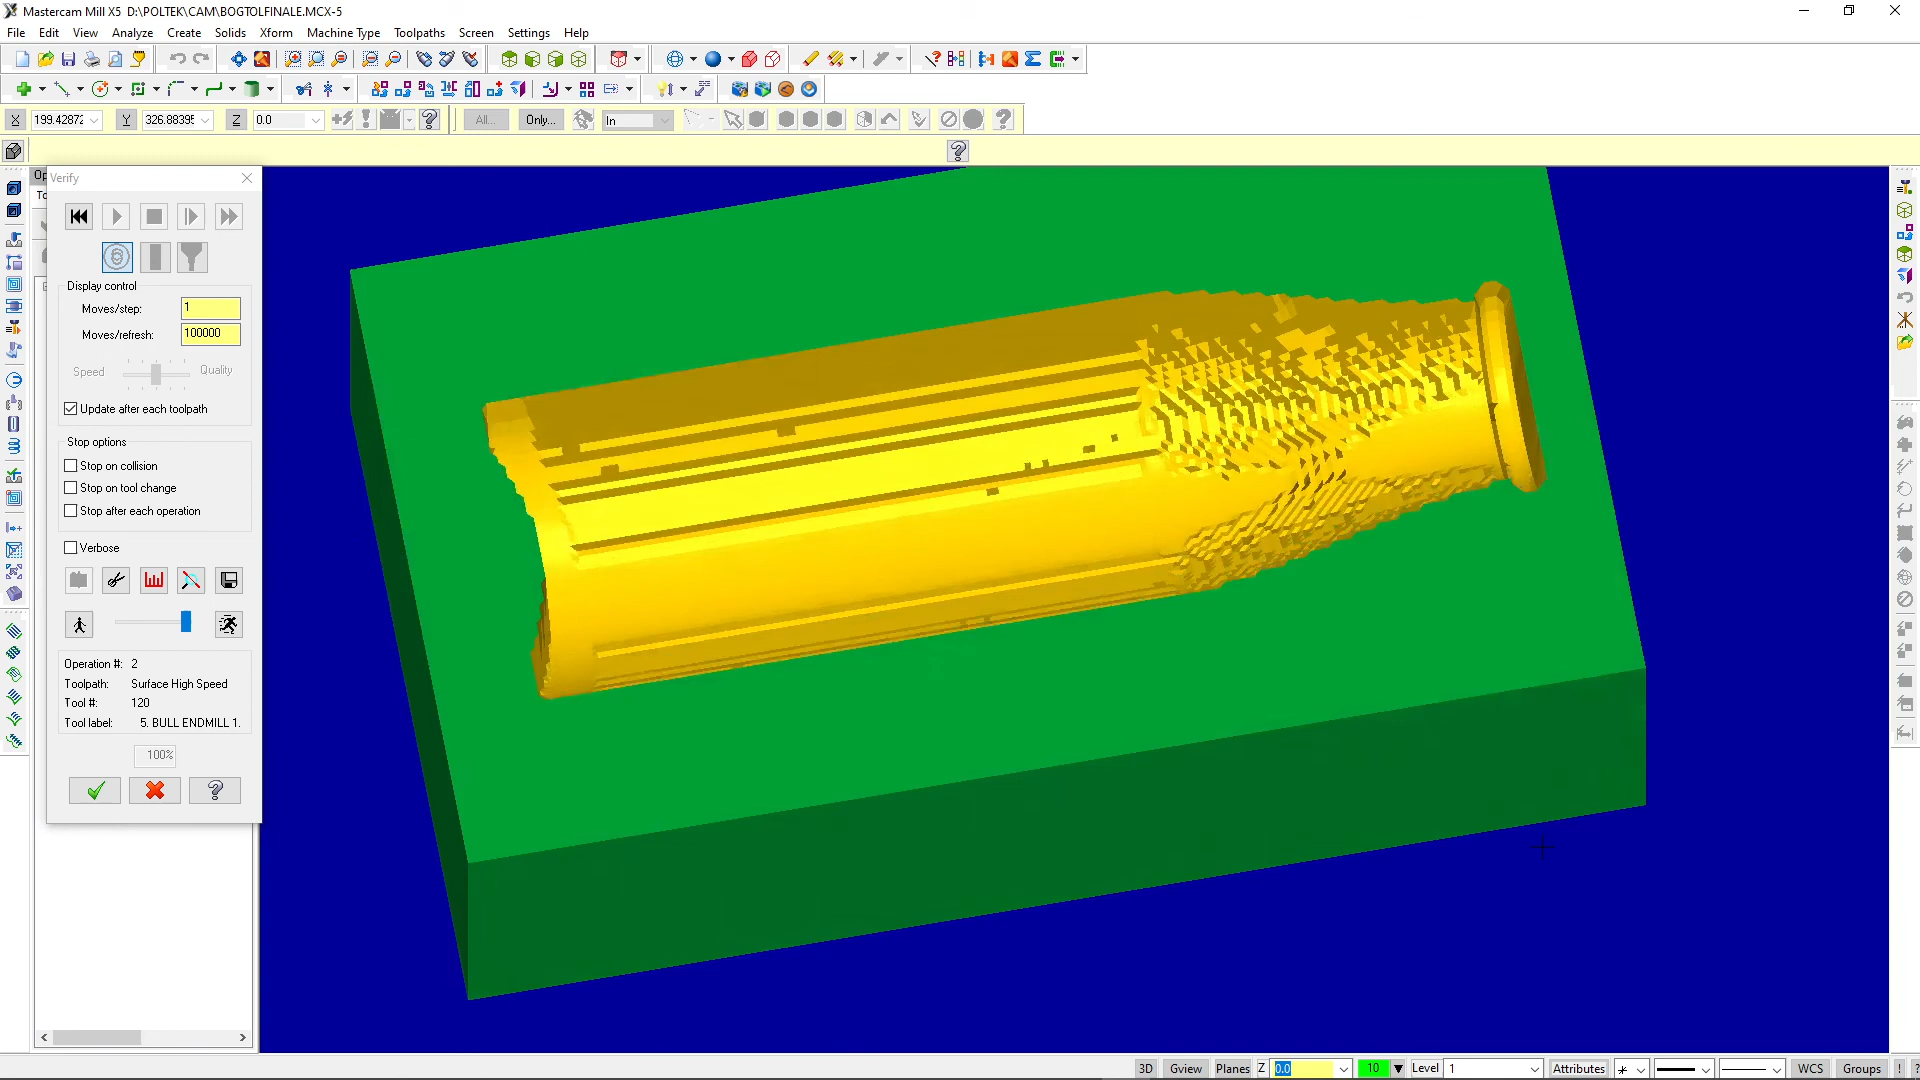 Mastercam Mill X5  D:\POLTEK\CAM\BOGTOLFINALE.MCX-5
File Edit View Analyze Create Solids Xform Machine Type Toolpaths Screen Settings Help
X 199.42872 Y 326.88395 Z 0.0 All... Only... In
Verify
Display control
Moves/step: 1
Moves/refresh: 100000
Speed Quality
Update after each toolpath
Stop options
Stop on collision
Stop on tool change
Stop after each operation
Verbose
Operation #: 2
Toolpath: Surface High Speed
Tool #: 120
Tool label: 5. BULL ENDMILL 1.
100%
3D Gview Planes Z 0.0 10 Level 1 Attributes WCS Groups